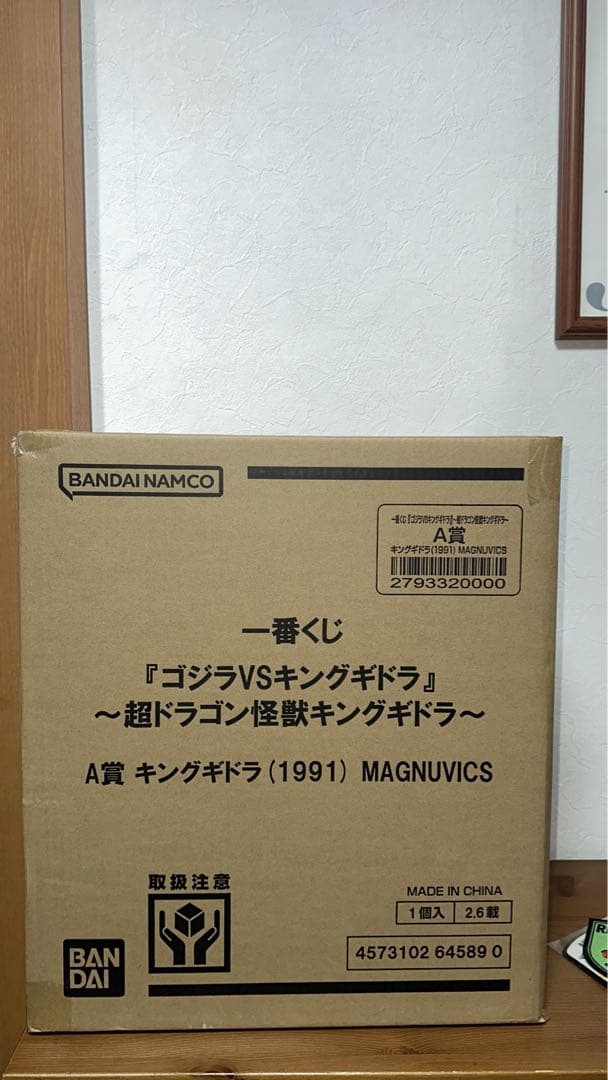 BANDAI NAMCO
一番くじ『ゴジラVSキングギドラ』～超ドラゴン怪獣キングギドラ～
A賞
キングギドラ(1991) MAGNUVICS
2793320000
一番くじ
『ゴジラVSキングギドラ』
～超ドラゴン怪獣キングギドラ～
A賞 キングギドラ(1991) MAGNUVICS
取扱注意
MADE IN CHINA
1個入 2,6載
4573102 64589 0
BAN
DAI